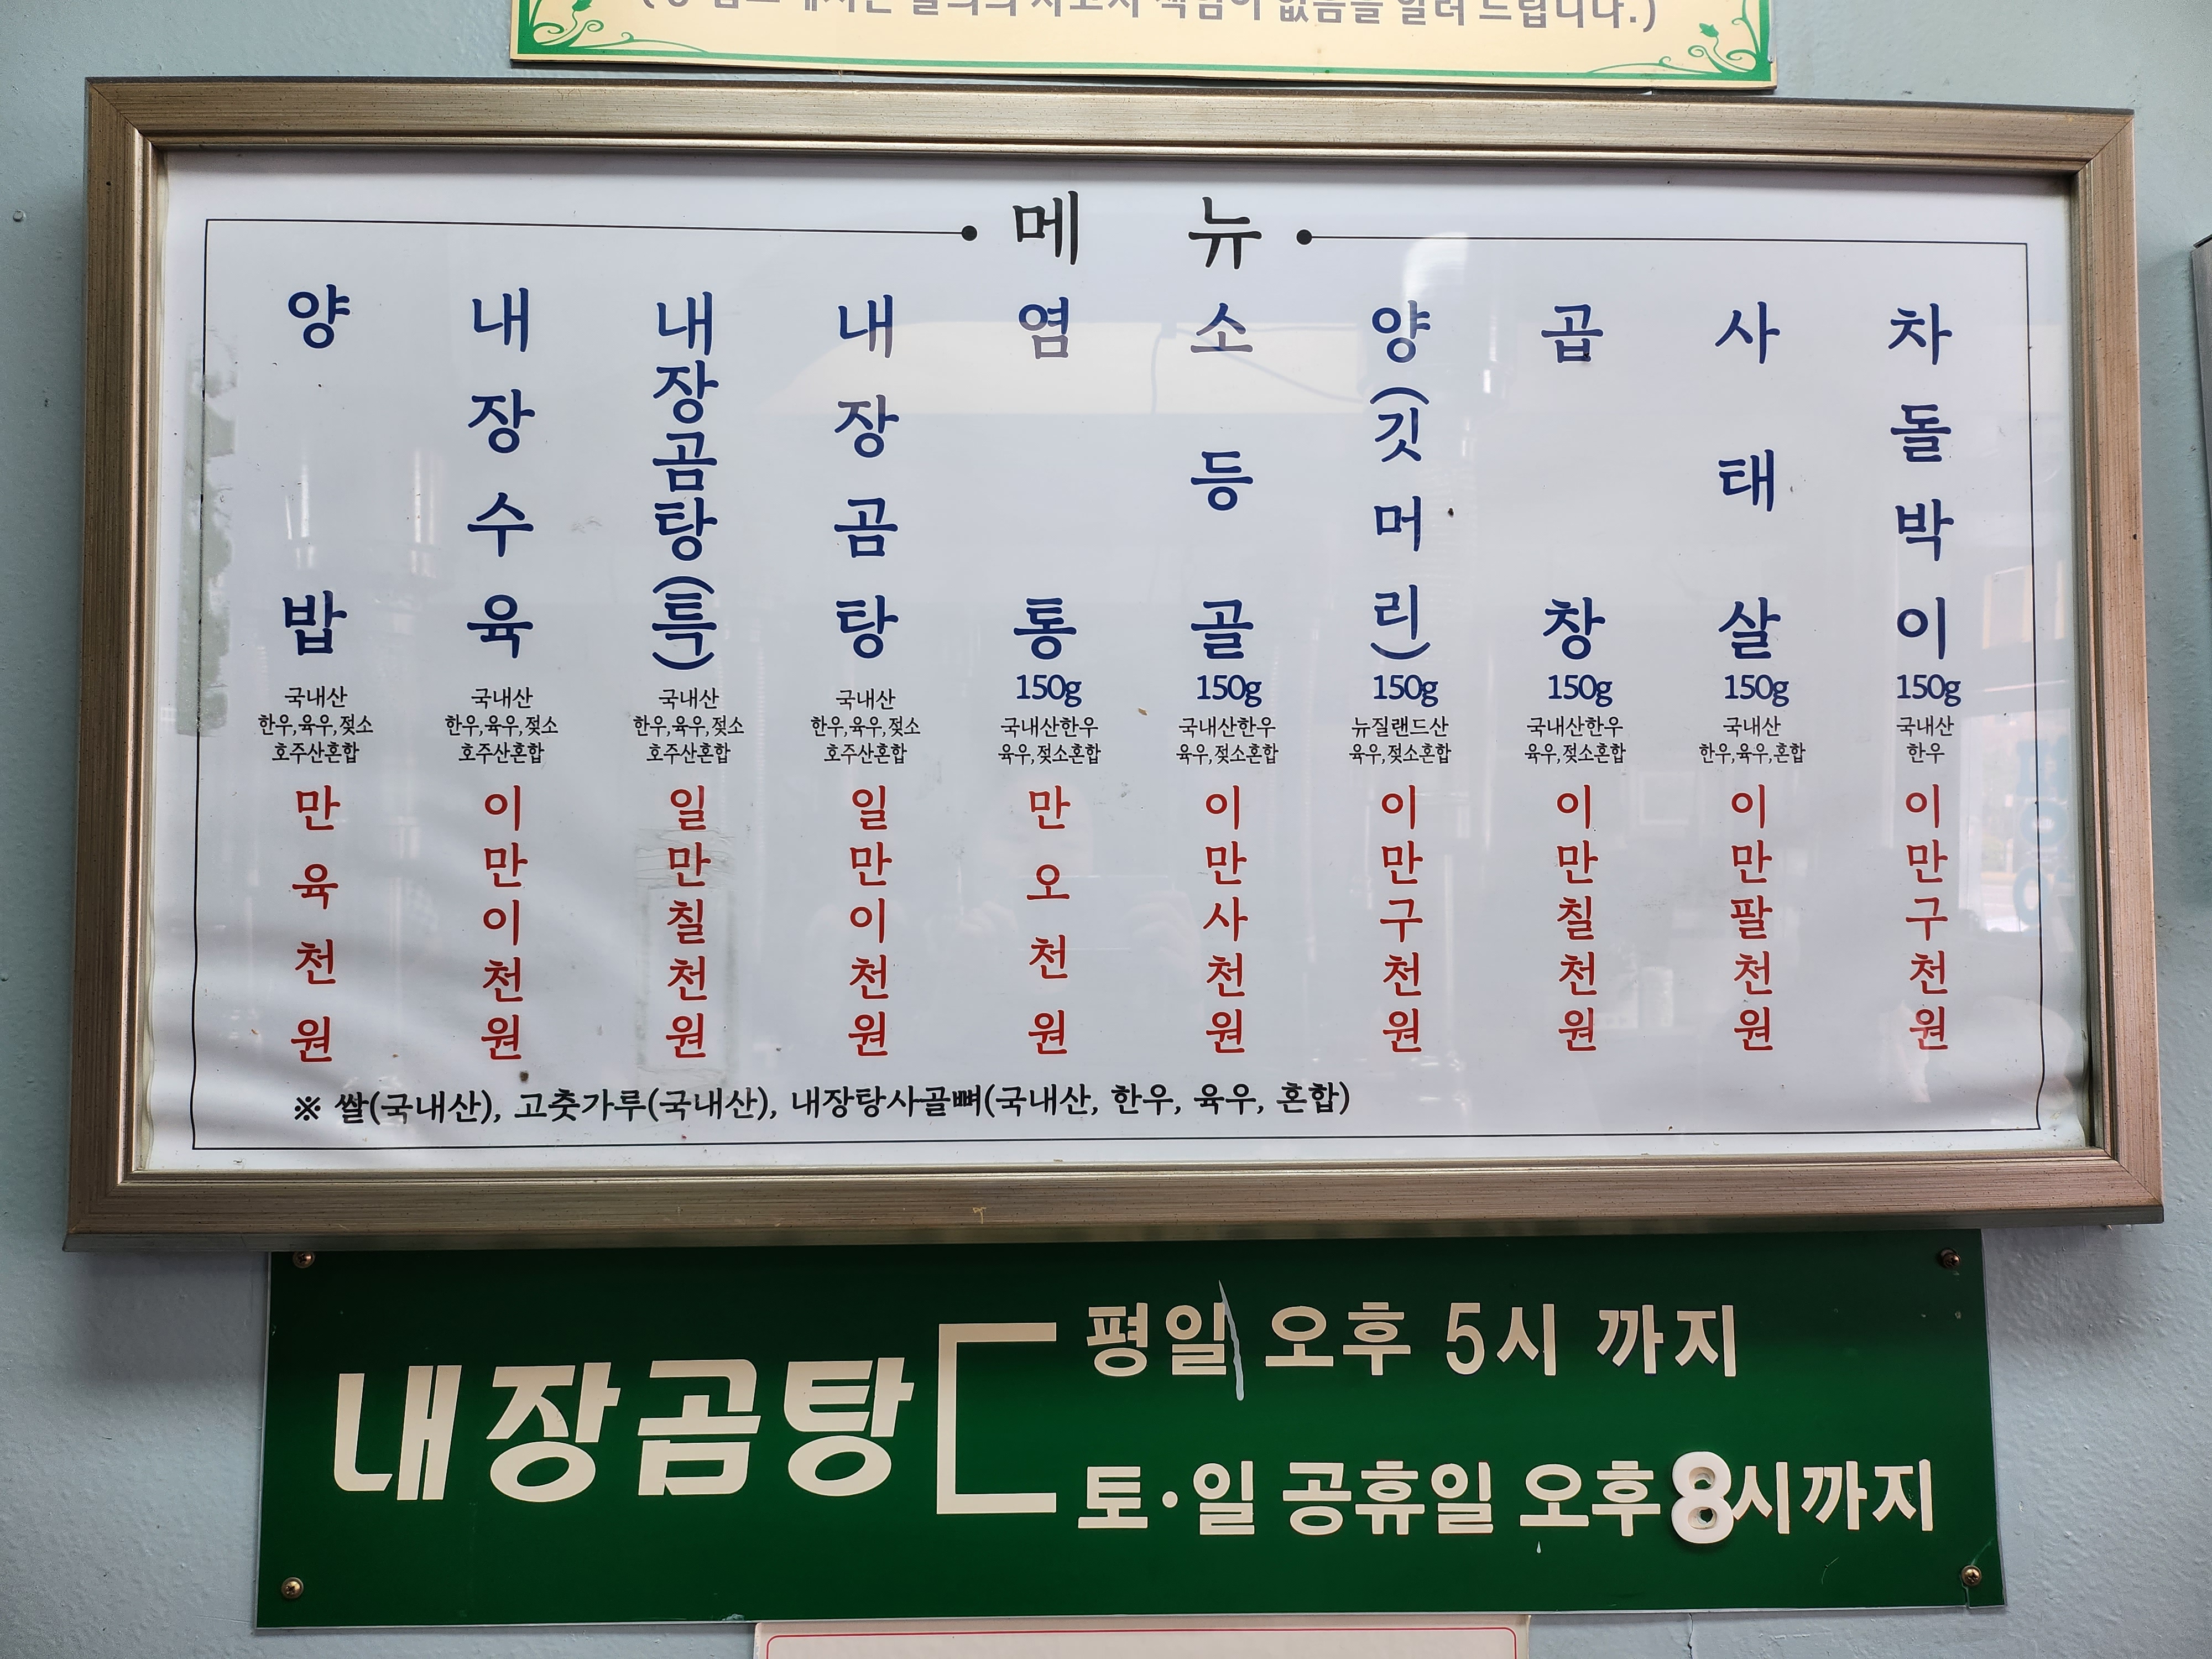 메 뉴
양밥
국내산
한우,육우,젖소
호주산혼합
만육천원
내장수육
국내산
한우,육우,젖소
호주산혼합
이만이천원
내장곰탕(특)
국내산
한우,육우,젖소
호주산혼합
일만칠천원
내장곰탕
국내산
한우,육우,젖소
호주산혼합
일만이천원
염통
150g
국내산한우
육우,젖소혼합
만오천원
소등골
150g
국내산한우
육우,젖소혼합
이만사천원
양(깃머리)
150g
뉴질랜드산
육우,젖소혼합
이만구천원
곱창
150g
국내산한우
육우,젖소혼합
이만칠천원
사태살
150g
국내산
한우,육우,혼합
이만팔천원
차돌박이
150g
국내산
한우
이만구천원
※ 쌀(국내산), 고춧가루(국내산), 내장탕사골뼈(국내산, 한우, 육우, 혼합)
내장곰탕
평일 오후 5시 까지
토·일 공휴일 오후8시까지